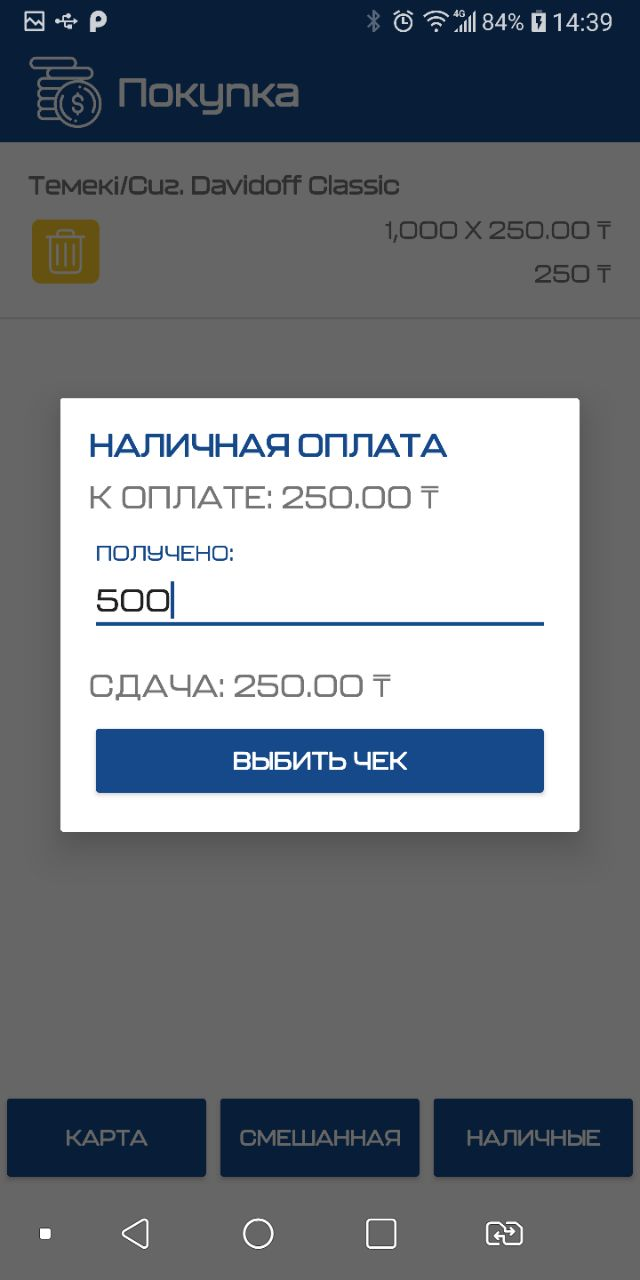 4G 84% 14:39
Покупка
Темекі/Сиг. Davidoff Classic
1,000 X 250.00 ₸
250 ₸
НАЛИЧНАЯ ОПЛАТА
К ОПЛАТЕ: 250.00 ₸
ПОЛУЧЕНО:
500
СДАЧА: 250.00 ₸
ВЫБИТЬ ЧЕК
КАРТА СМЕШАННАЯ НАЛИЧНЫЕ